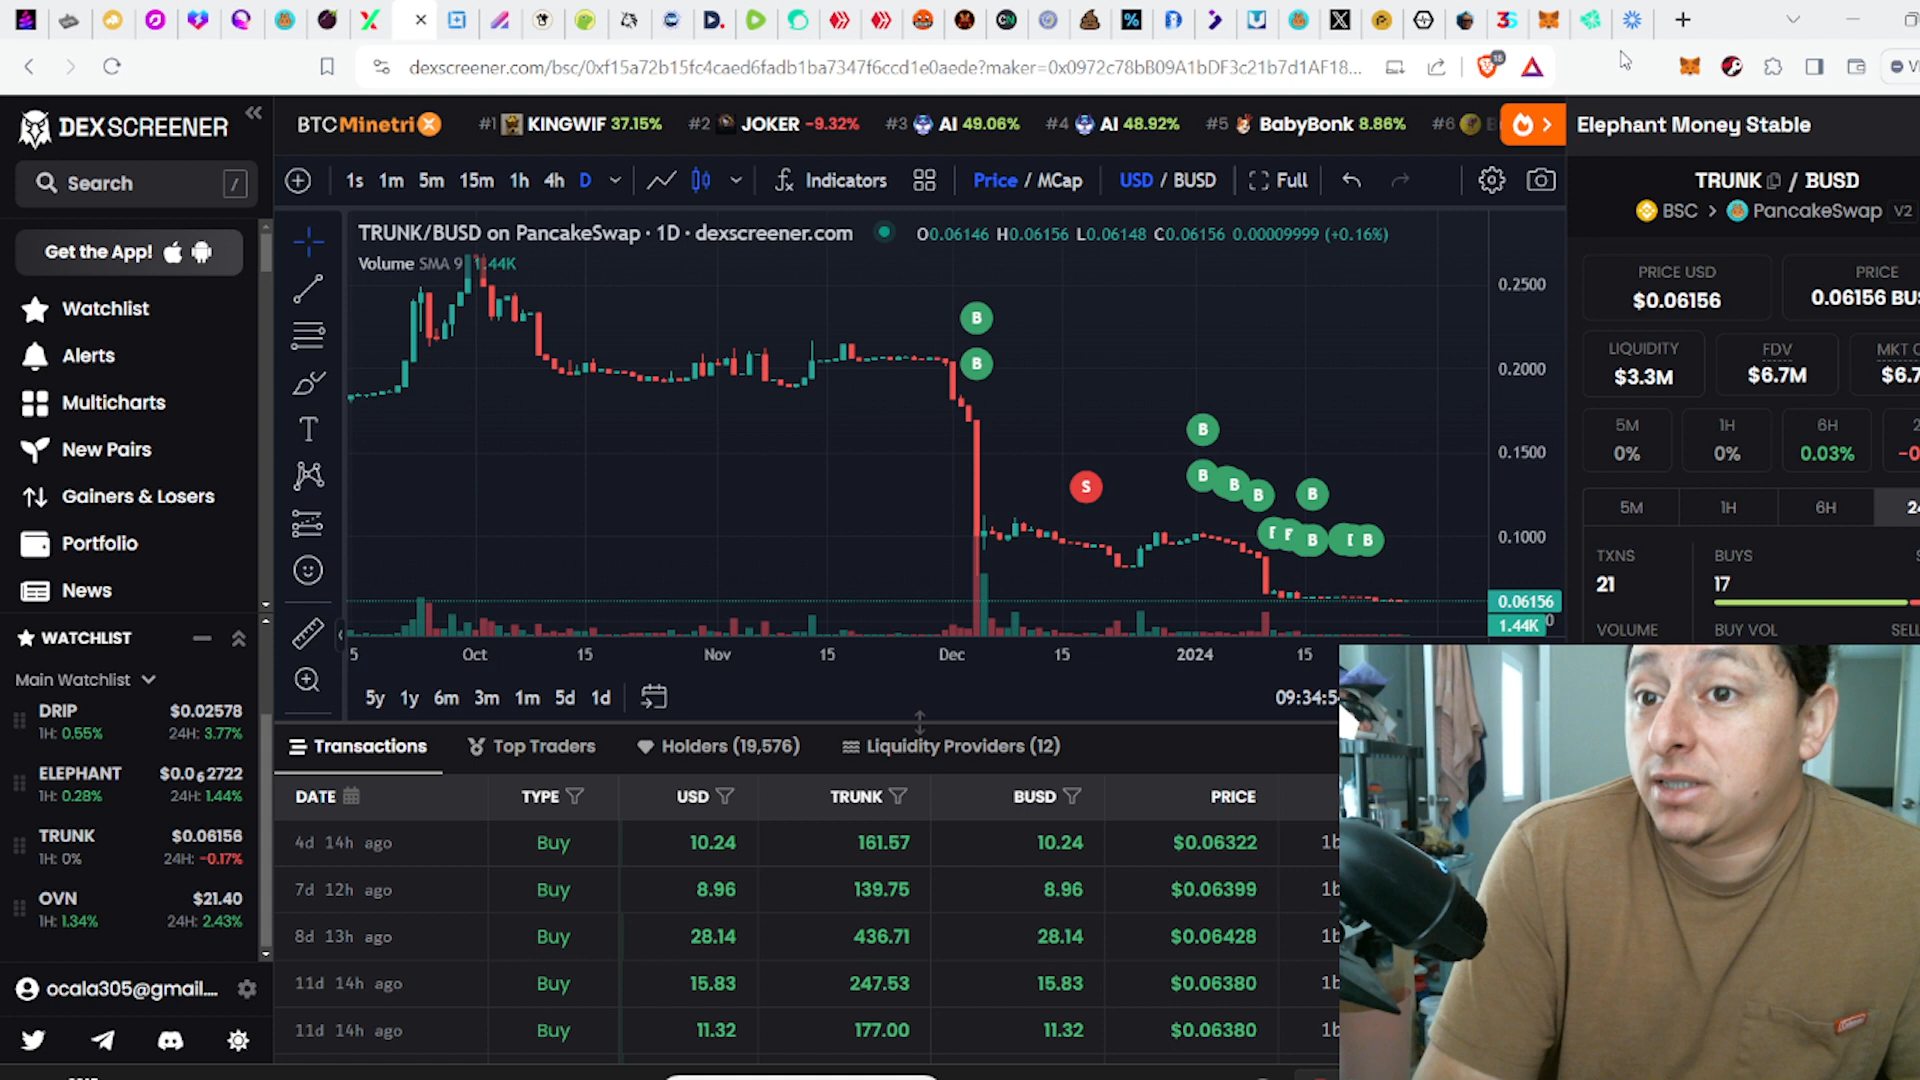 dexscreener.com/bsc/0xf15a72b15fc4caed6fadb1ba7347f6ccd1e0aede?maker=0x0972c78bB09A1bDF3c21b7d1AF18...
DEXSCREENER
BTCMinetrix
#1 KINGWIF 37.15%
#2 JOKER -9.32%
#3 AI 49.06%
#4 AI 48.92%
#5 BabyBonk 8.86%
#6
Elephant Money Stable
Search /
1s 1m 5m 15m 1h 4h D
Indicators
Price / MCap
USD / BUSD
Full
TRUNK / BUSD
BSC > PancakeSwap V2
Get the App!
Watchlist
Alerts
Multicharts
New Pairs
Gainers & Losers
Portfolio
News
TRUNK/BUSD on PancakeSwap · 1D · dexscreener.com
O0.06146 H0.06156 L0.06148 C0.06156 0.00009999 (+0.16%)
Volume SMA 9 1.44K
B
B
S
B
B
B
B
B
B
B
0.2500
0.2000
0.1500
0.1000
0.06156
1.44K
5 Oct 15 Nov 15 Dec 15 2024 15
PRICE USD
$0.06156
PRICE
0.06156
LIQUIDITY
$3.3M
FDV
$6.7M
MKT
5M
0%
1H
0%
6H
0.03%
5M 1H 6H
TXNS
21
BUYS
17
VOLUME
BUY VOL
WATCHLIST
Main Watchlist
DRIP $0.02578
1H: 0.55% 24H: 3.77%
ELEPHANT $0.0₆2722
1H: 0.28% 24H: 1.44%
TRUNK $0.06156
1H: 0% 24H: -0.17%
OVN $21.40
1H: 1.34% 24H: 2.43%
ocala305@gmail....
5y 1y 6m 3m 1m 5d 1d
Transactions
Top Traders
Holders (19,576)
Liquidity Providers (12)
DATE TYPE USD TRUNK BUSD PRICE
4d 14h ago Buy 10.24 161.57 10.24 $0.06322
7d 12h ago Buy 8.96 139.75 8.96 $0.06399
8d 13h ago Buy 28.14 436.71 28.14 $0.06428
11d 14h ago Buy 15.83 247.53 15.83 $0.06380
11d 14h ago Buy 11.32 177.00 11.32 $0.06380